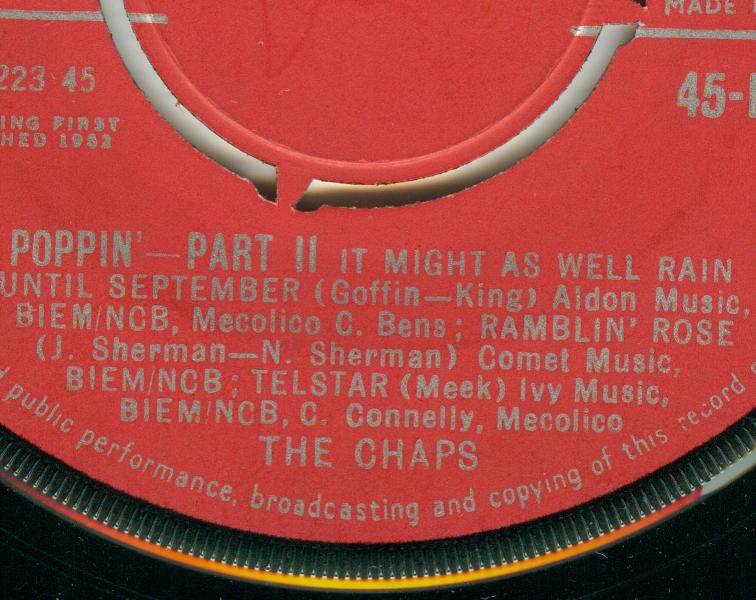 MADE
223 45
45-
ING FIRST
HED 1962
POPPIN'—PART II IT MIGHT AS WELL RAIN
UNTIL SEPTEMBER (Goffin—King) Aldon Music,
BIEM/NCB, Mecolico C. Bens; RAMBLIN' ROSE
(J. Sherman—N. Sherman) Comet Music,
BIEM/NCB; TELSTAR (Meek) Ivy Music,
BIEM/NCB, C. Connelly, Mecolico
THE CHAPS
public performance, broadcasting and copying of this record